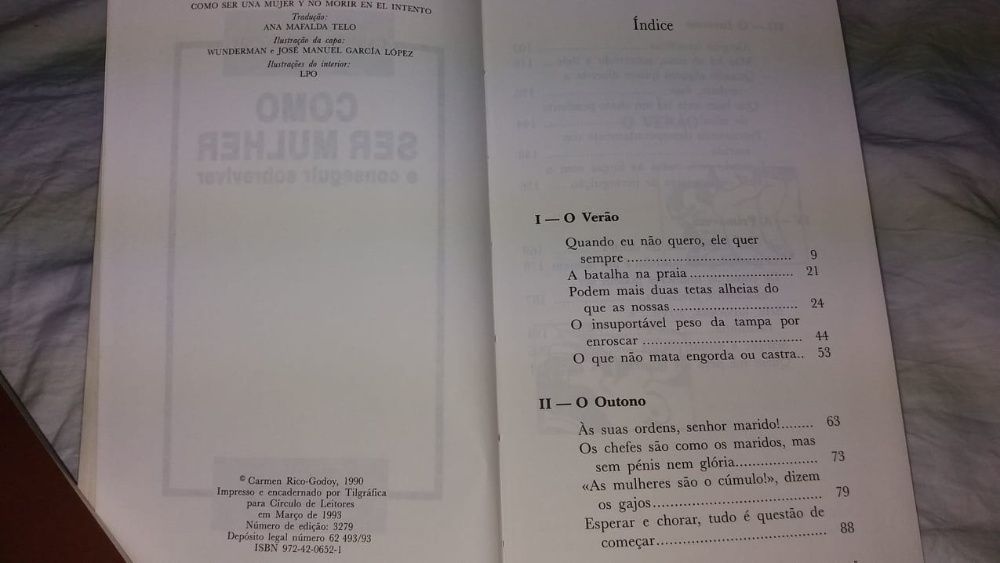 COMO SER UNA MUJER Y NO MORIR EN EL INTENTO
Tradução:
ANA MAFALDA TELO
Ilustração da capa:
WUNDERMAN e JOSÉ MANUEL GARCÍA LÓPEZ
Ilustrações do interior:
LPO
COMO
SER MULHER
e conseguir sobreviver
© Carmen Rico-Godoy, 1990
Impresso e encadernado por Tilgráfica
para Círculo de Leitores
em Março de 1993
Número de edição: 3279
Depósito legal número 62 493/93
ISBN 972-42-0652-1
Índice
I — O Verão
Quando eu não quero, ele quer
sempre ........................................ 9
A batalha na praia ......................... 21
Podem mais duas tetas alheias do
que as nossas .............................. 24
O insuportável peso da tampa por
enroscar ...................................... 44
O que não mata engorda ou castra.. 53
II — O Outono
Às suas ordens, senhor marido!........ 63
Os chefes são como os maridos, mas
sem pénis nem glória.................... 73
«As mulheres são o cúmulo!», dizem
os gajos........................................ 79
Esperar e chorar, tudo é questão de
começar........................................ 88